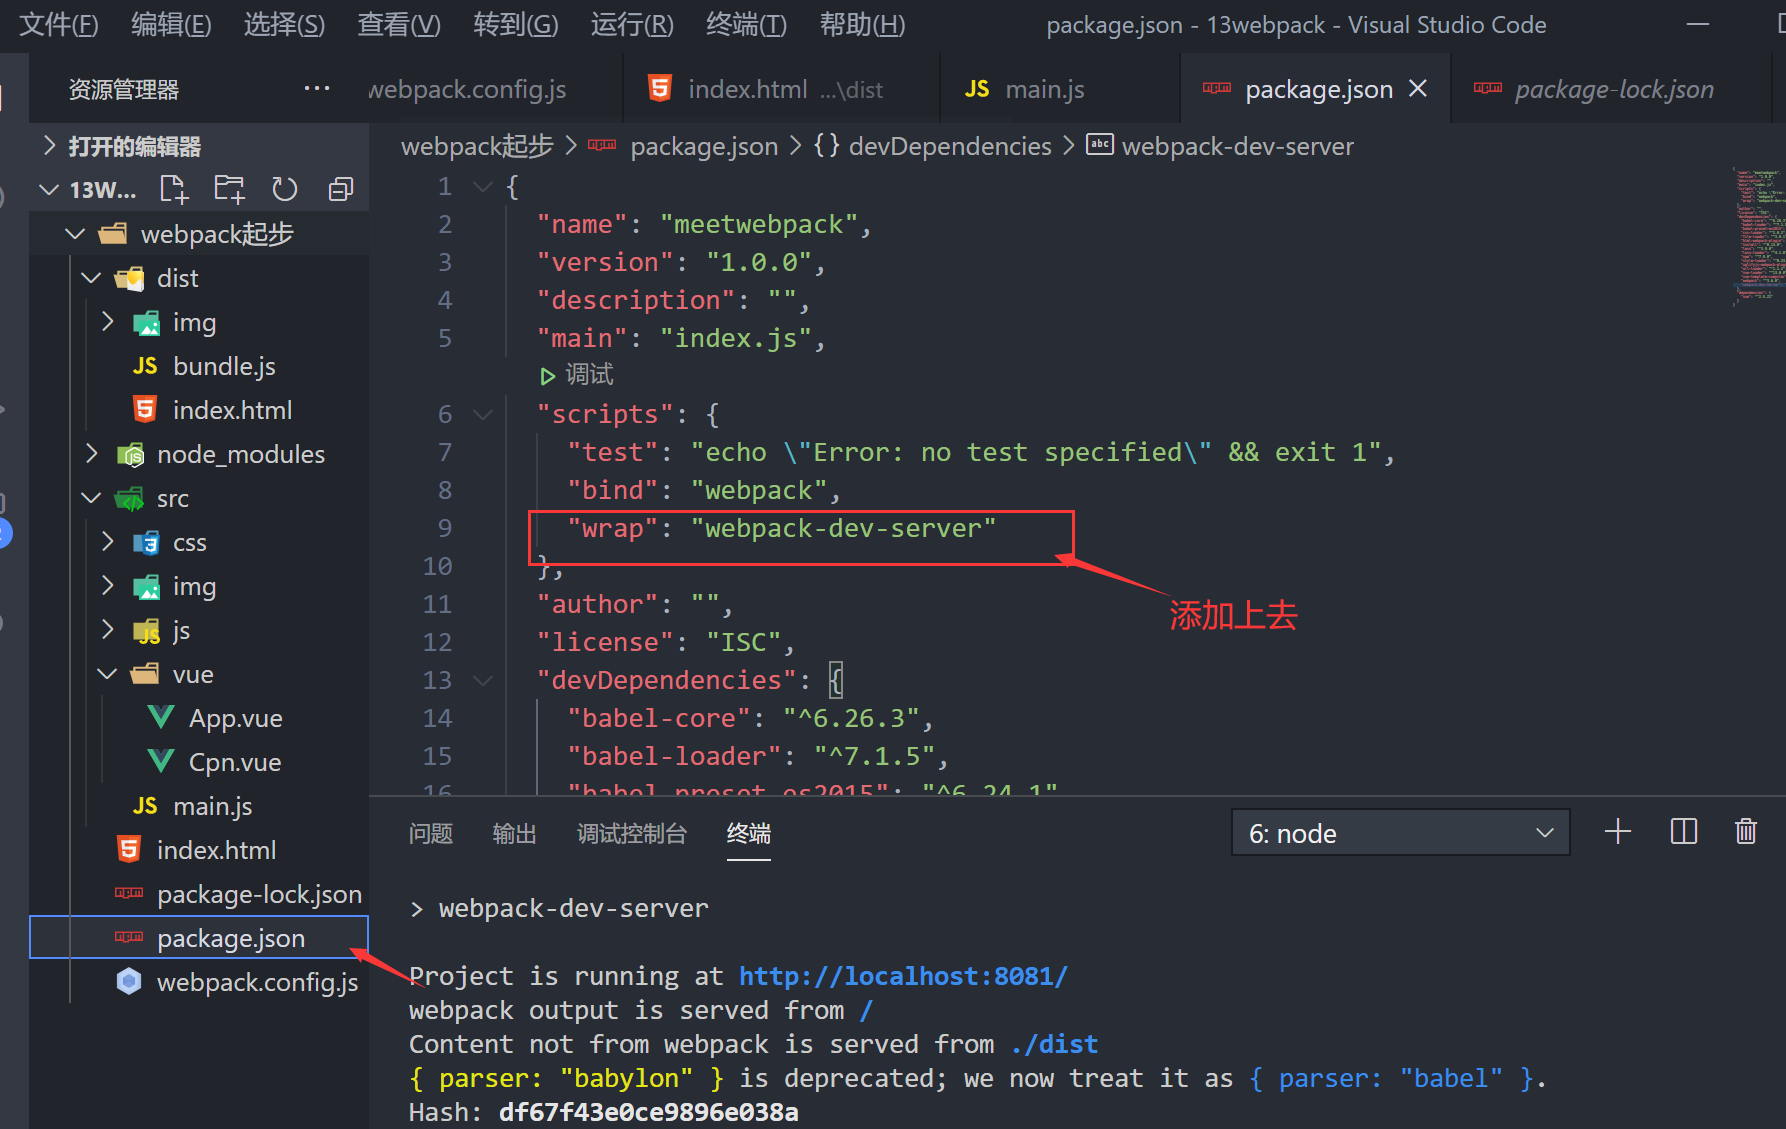 文件(F) 编辑(E) 选择(S) 查看(V) 转到(G) 运行(R) 终端(T) 帮助(H) package.json - 13webpack - Visual Studio Code
资源管理器 ··· webpack.config.js index.html ...\dist JS main.js package.json package-lock.json
打开的编辑器
webpack起步 > package.json > {} devDependencies > abc webpack-dev-server
13W...
webpack起步
dist
img
JS bundle.js
index.html
node_modules
src
css
img
js
vue
App.vue
Cpn.vue
JS main.js
index.html
package-lock.json
package.json
webpack.config.js
1 {
2 "name": "meetwebpack",
3 "version": "1.0.0",
4 "description": "",
5 "main": "index.js",
调试
6 "scripts": {
7 "test": "echo \"Error: no test specified\" && exit 1",
8 "bind": "webpack",
9 "wrap": "webpack-dev-server"
10 },
11 "author": "",
添加上去
12 "license": "ISC",
13 "devDependencies": {
14 "babel-core": "^6.26.3",
15 "babel-loader": "^7.1.5",
16 "babel-preset-es2015": "^6.24.1"
问题 输出 调试控制台 终端 6: node
> webpack-dev-server
Project is running at http://localhost:8081/
webpack output is served from /
Content not from webpack is served from ./dist
{ parser: "babylon" } is deprecated; we now treat it as { parser: "babel" }.
Hash: df67f43e0ce9896e038a